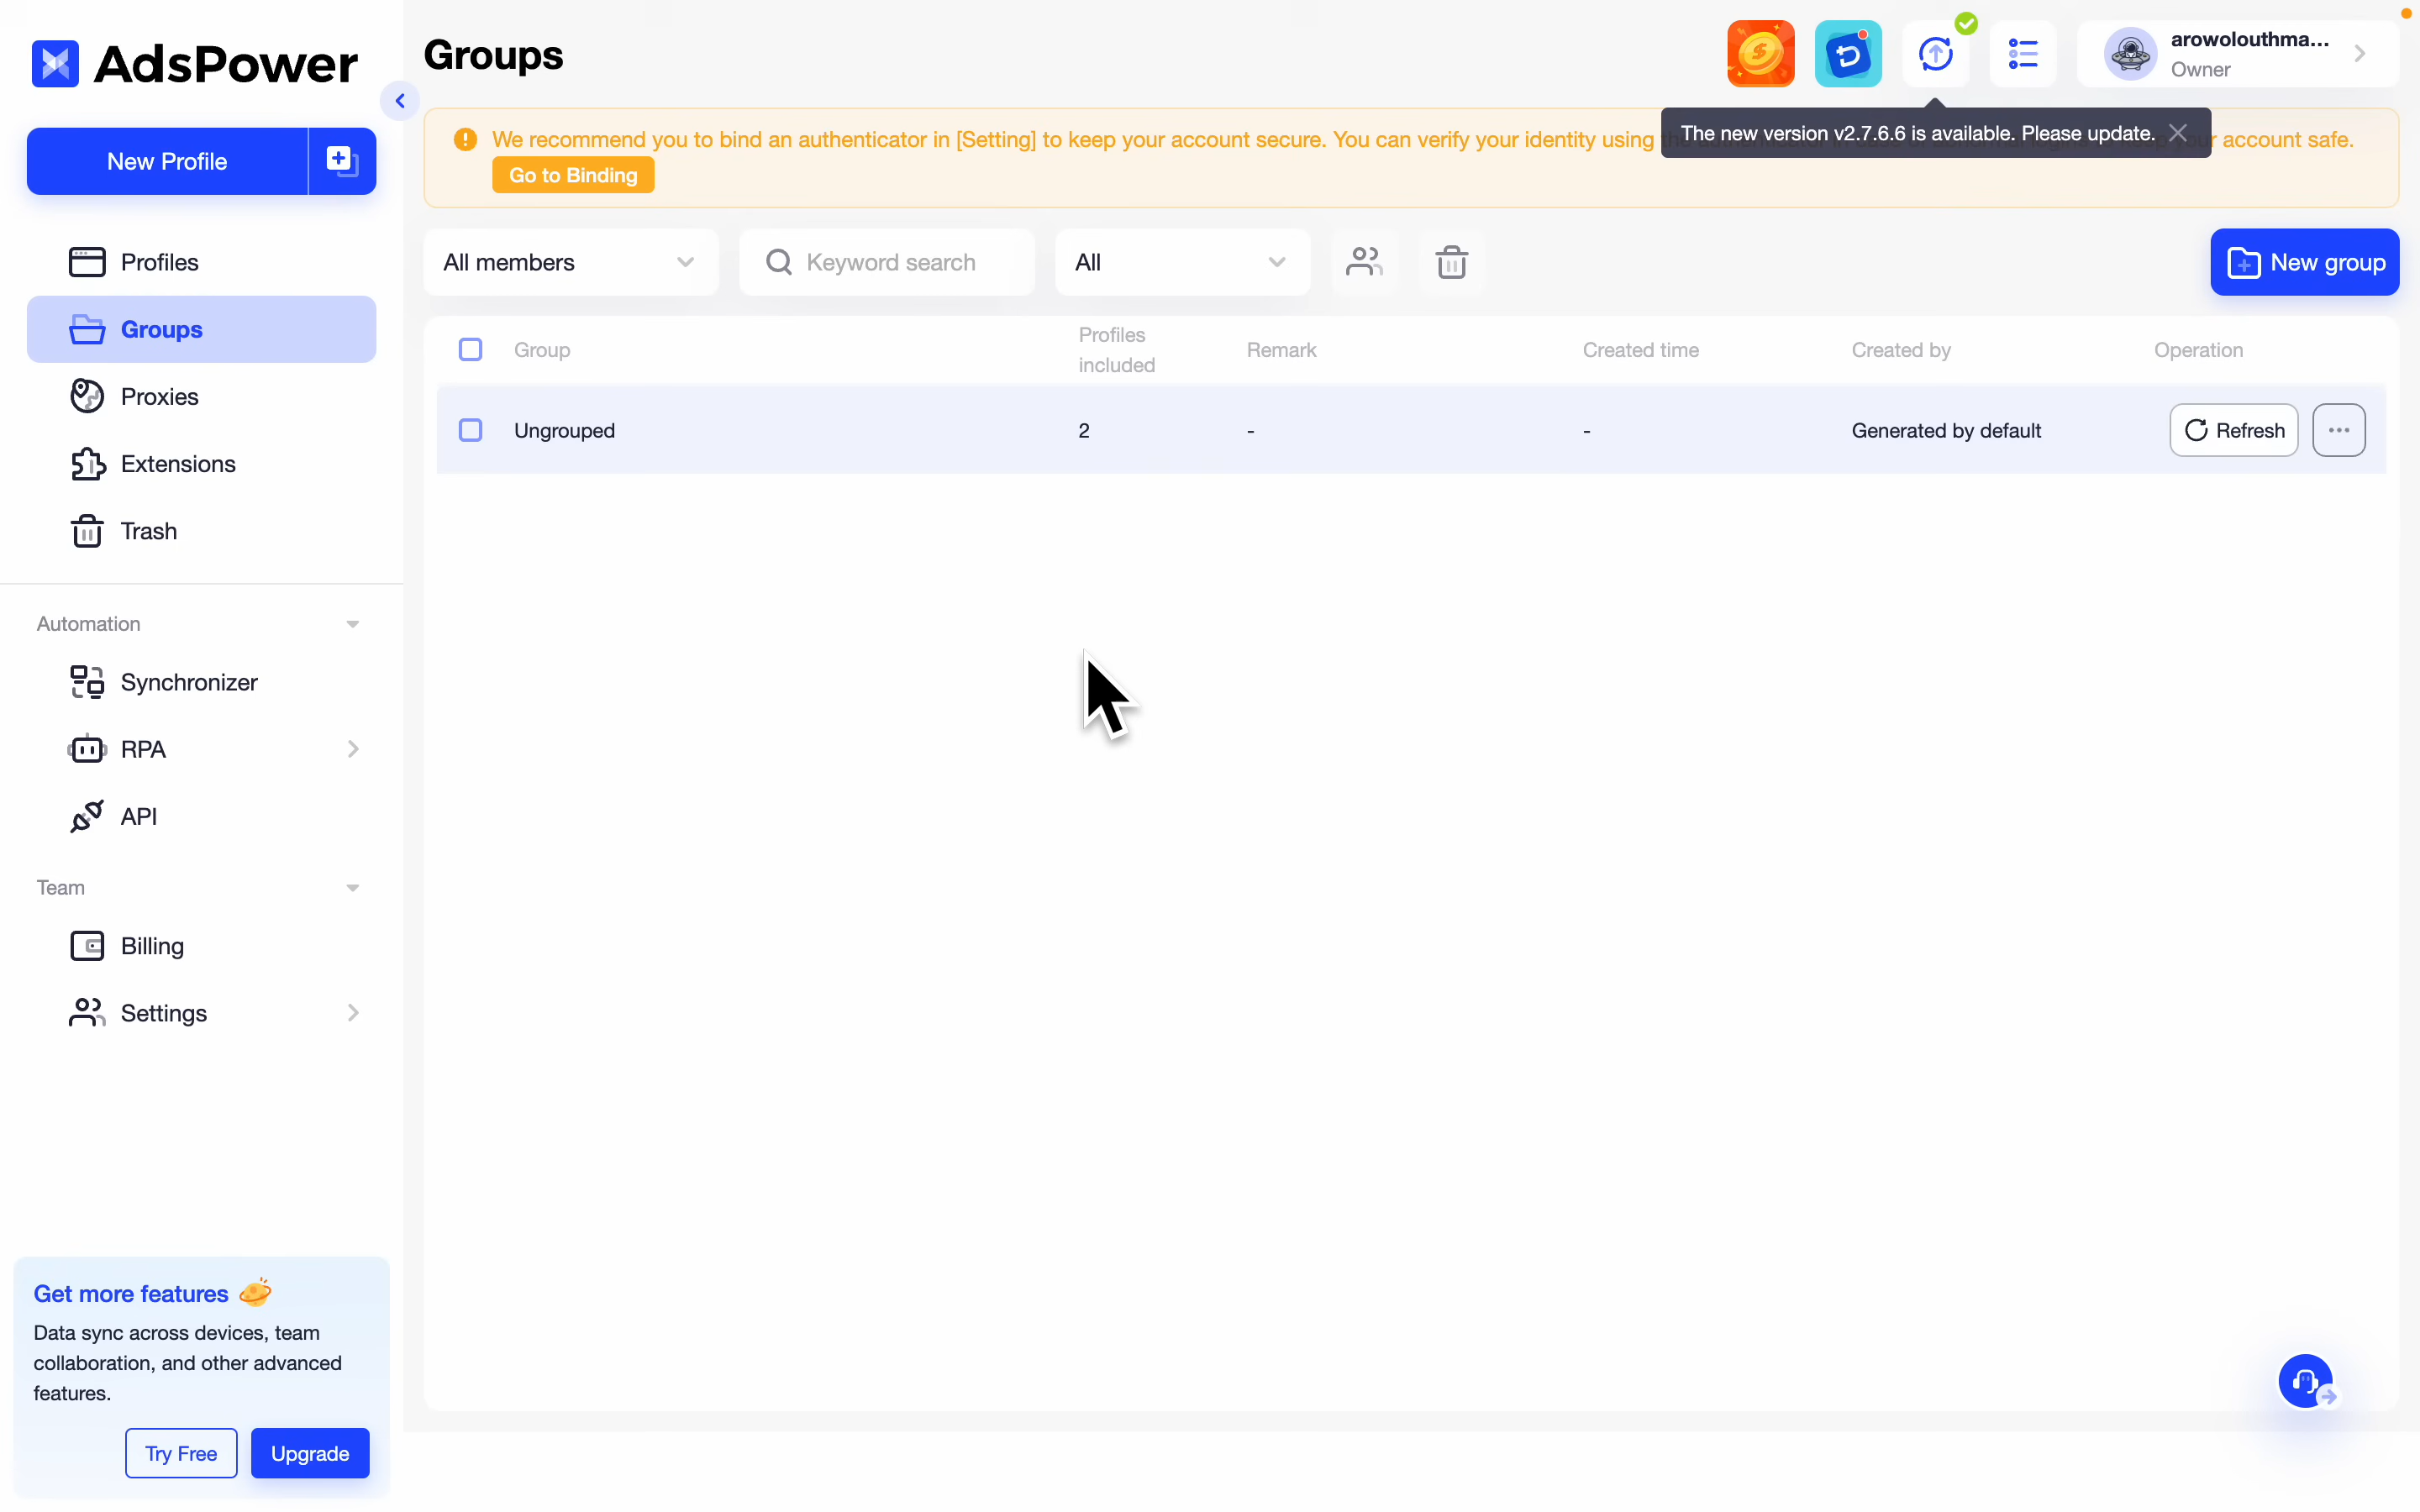 AdsPower
New Profile
Profiles
Groups
Proxies
Extensions
Trash
Automation
Synchronizer
RPA
API
Team
Billing
Settings
Get more features
Data sync across devices, team
collaboration, and other advanced
features.
Try Free
Upgrade
Groups
arowolouthma...
Owner
The new version v2.7.6.6 is available. Please update.
We recommend you to bind an authenticator in [Setting] to keep your account secure. You can verify your identity using account safe.
Go to Binding
All members
Keyword search
All
New group
Group
Profiles
included
Remark
Created time
Created by
Operation
Ungrouped
2
-
-
Generated by default
Refresh